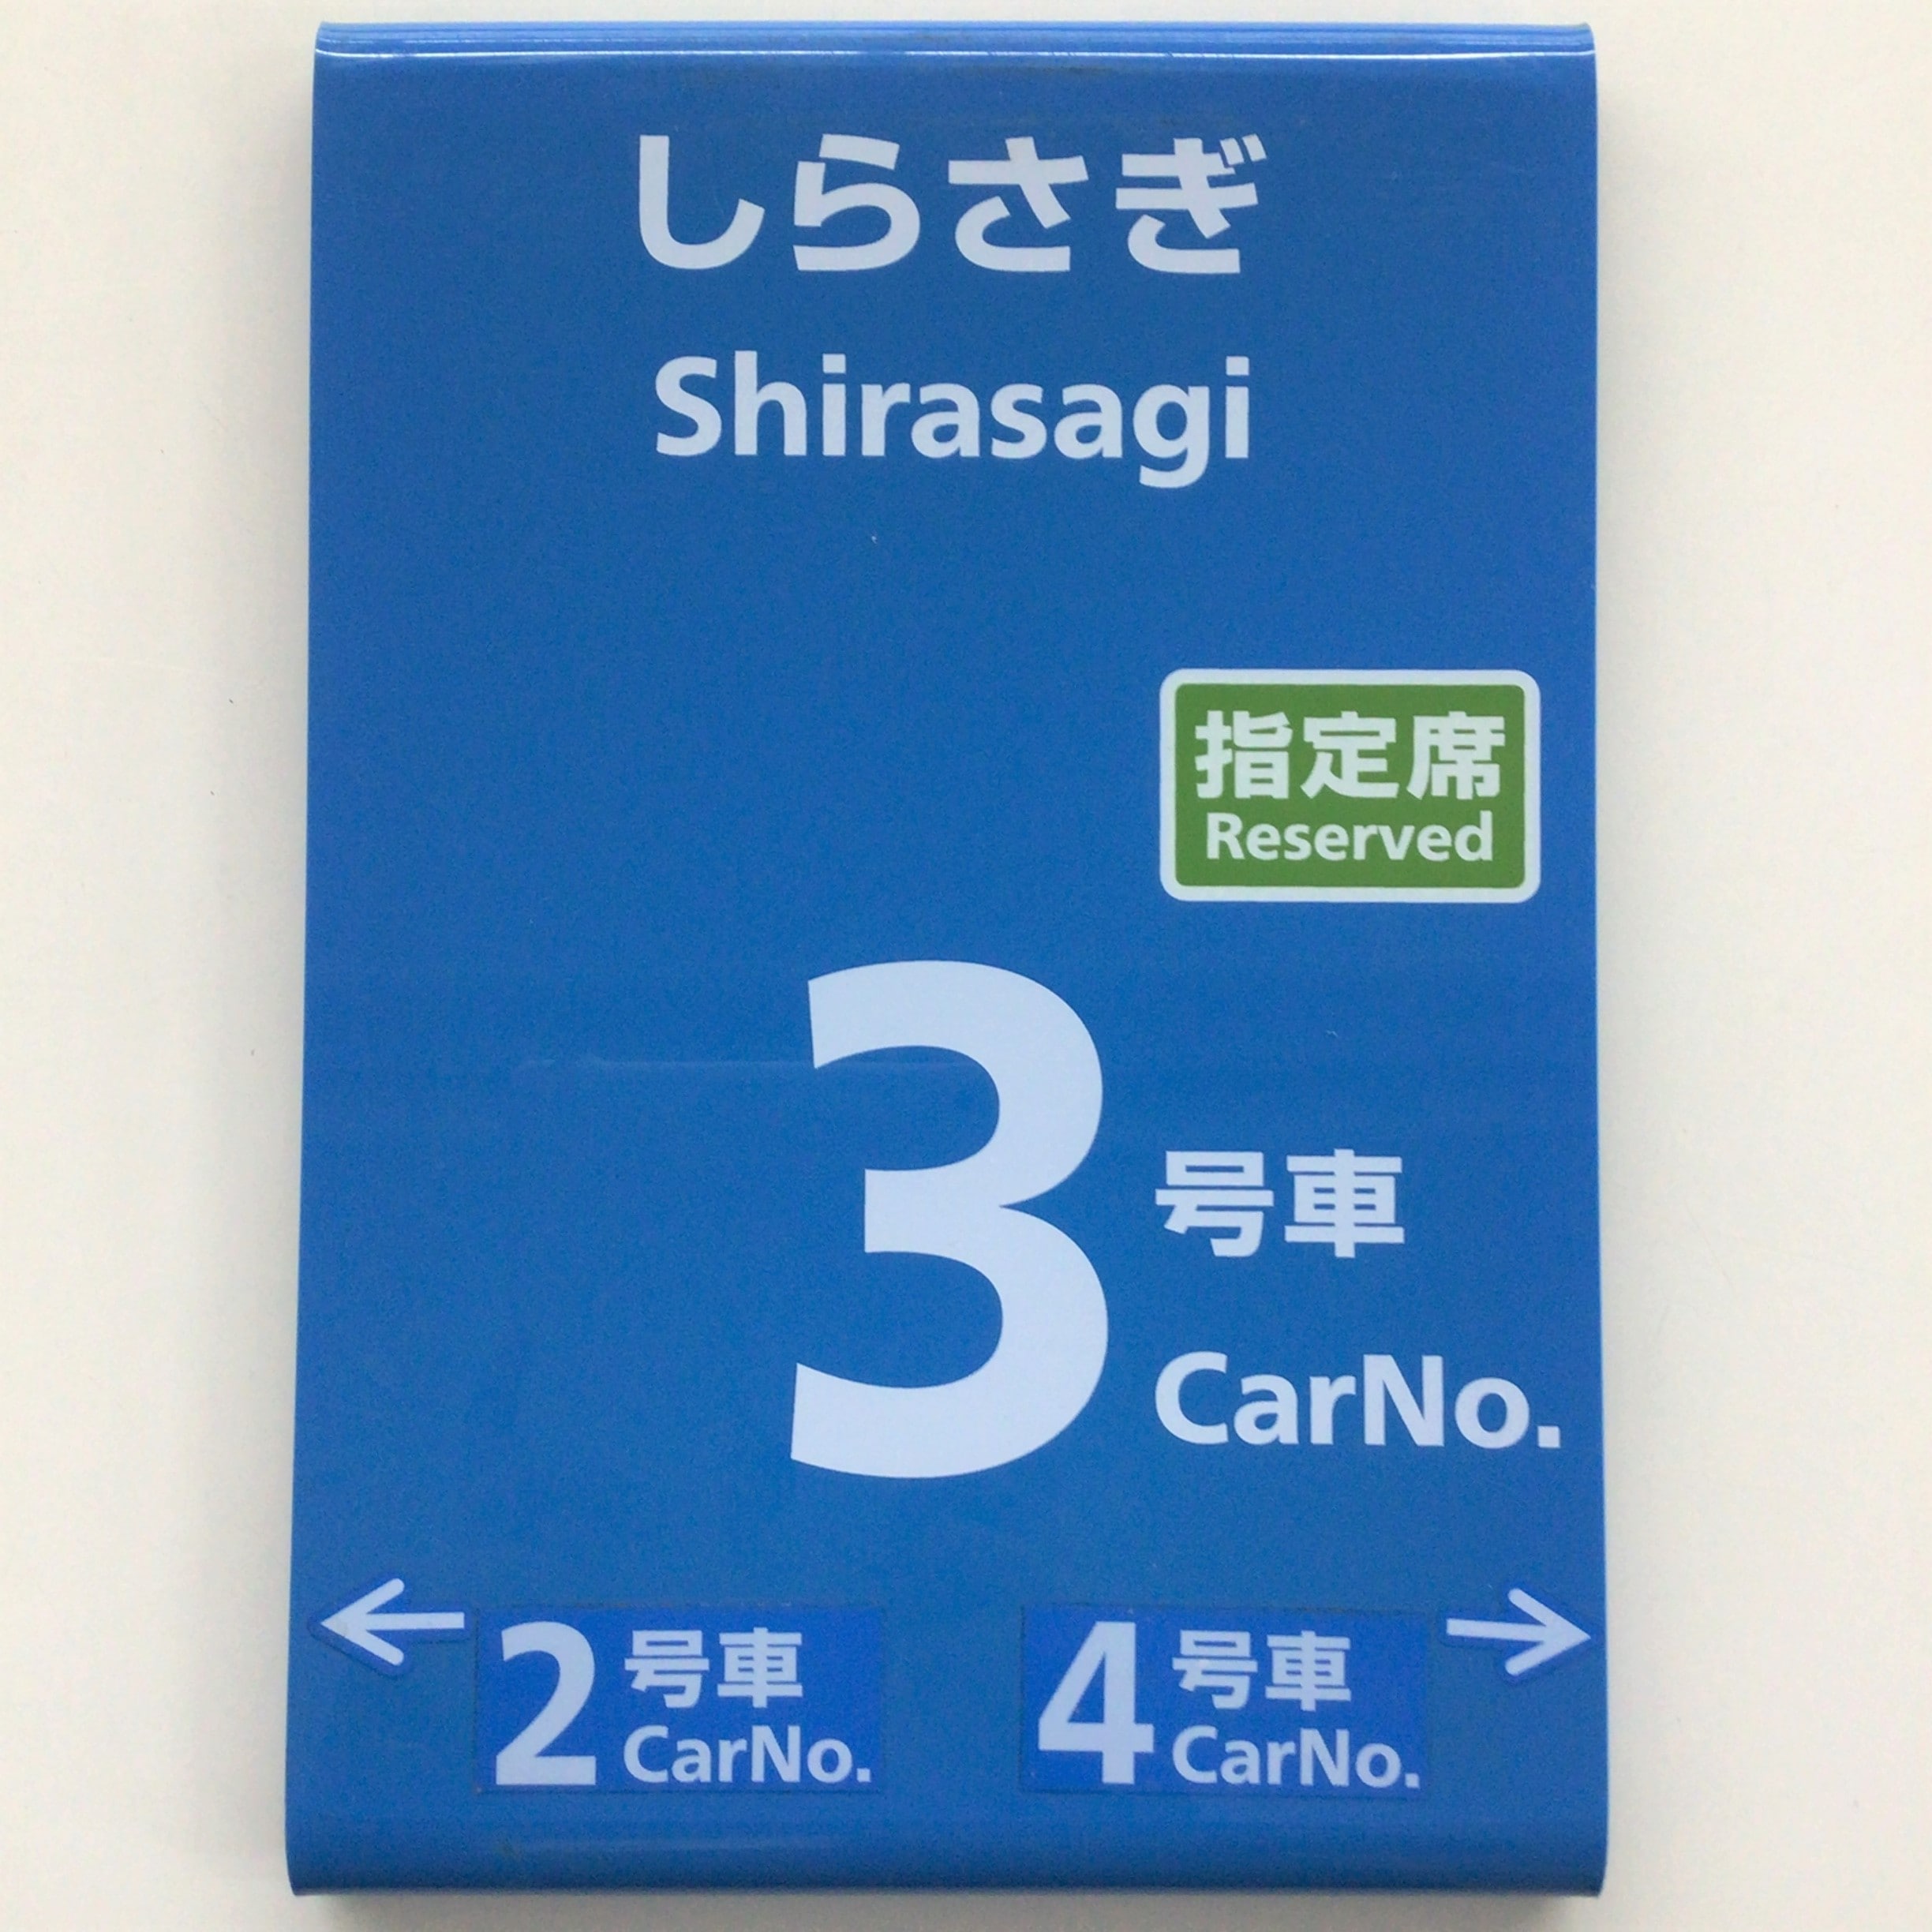 しらさぎ
Shirasagi
指定席
Reserved
3 号車
CarNo.
← 2 号車
CarNo.
4 号車 →
CarNo.